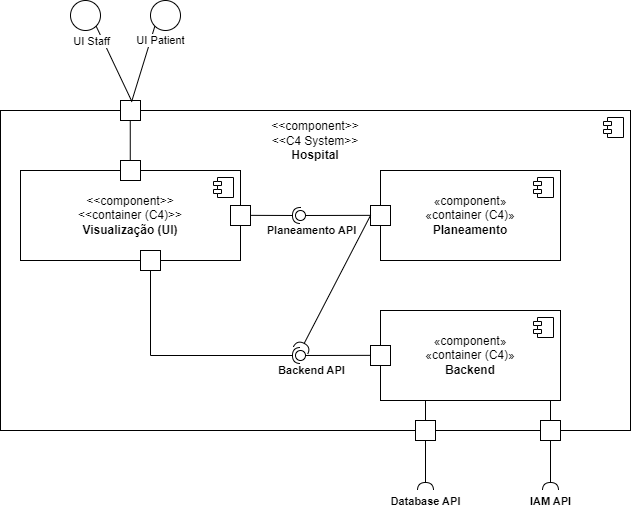 UI Staff
UI Patient
<<component>>
<<C4 System>>
Hospital
<<component>>
<<container (C4)>>
Visualização (UI)
Planeamento API
«component»
«container (C4)»
Planeamento
Backend API
«component»
«container (C4)»
Backend
Database API
IAM API